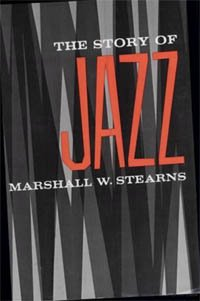 THE STORY OF
JAZZ
MARSHALL W. STEARNS